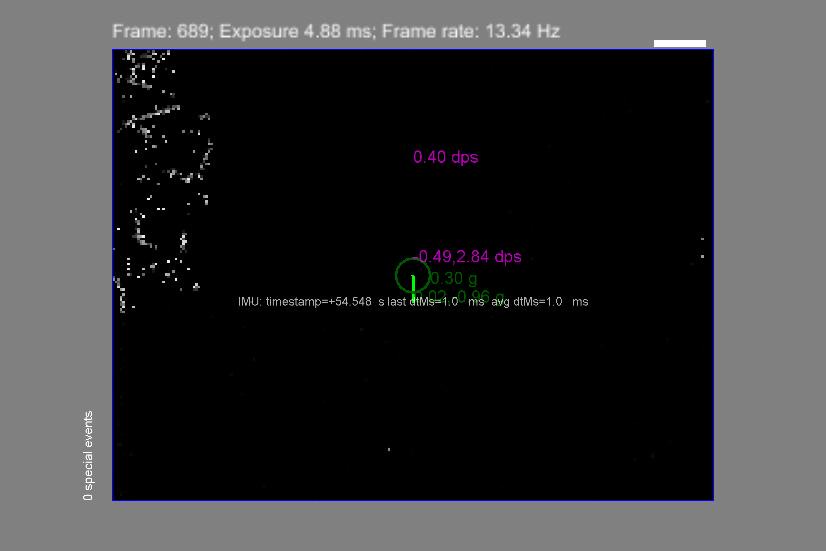 Frame: 689; Exposure 4.88 ms; Frame rate: 13.34 Hz
0.40 dps
-0.49,2.84 dps
0.30 g
IMU: timestamp=+54.548 s last dtMs=1.0 ms avg dtMs=1.0 ms
0 special events